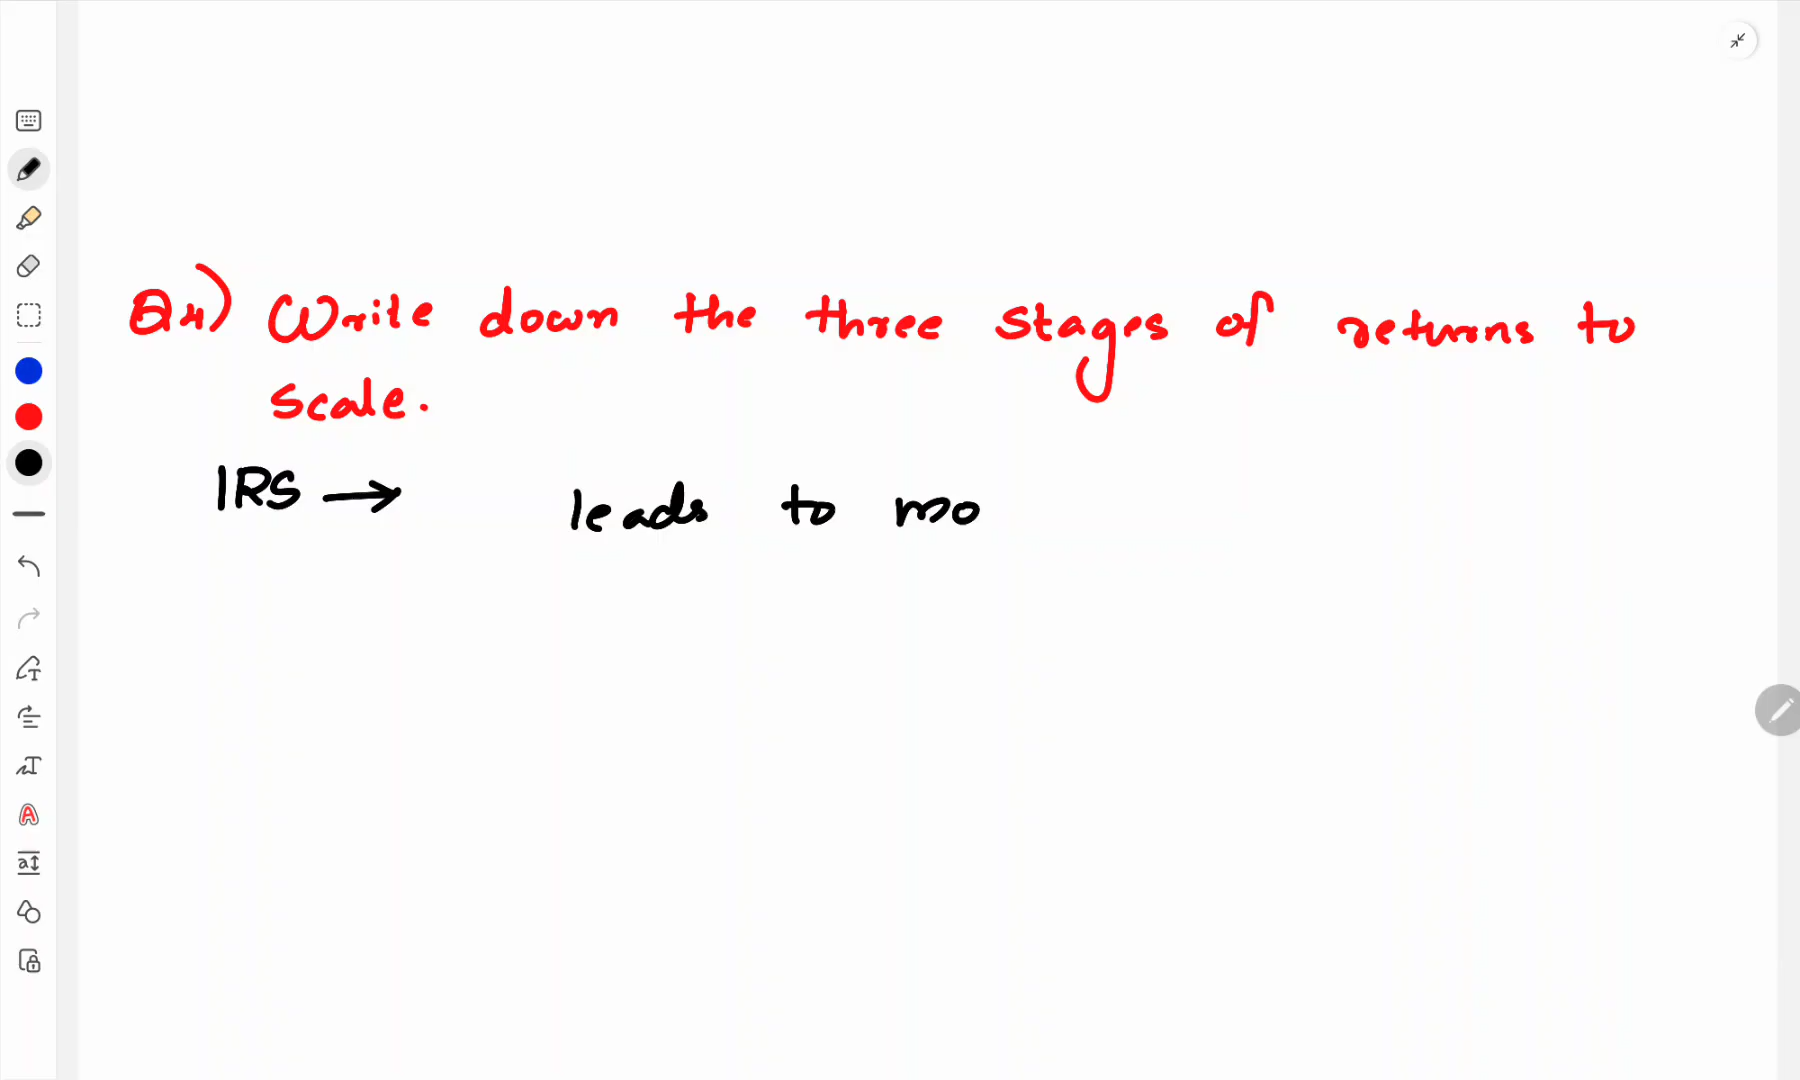 Q4) Write down the three stages of returns to
scale.
IRS → leads to mo